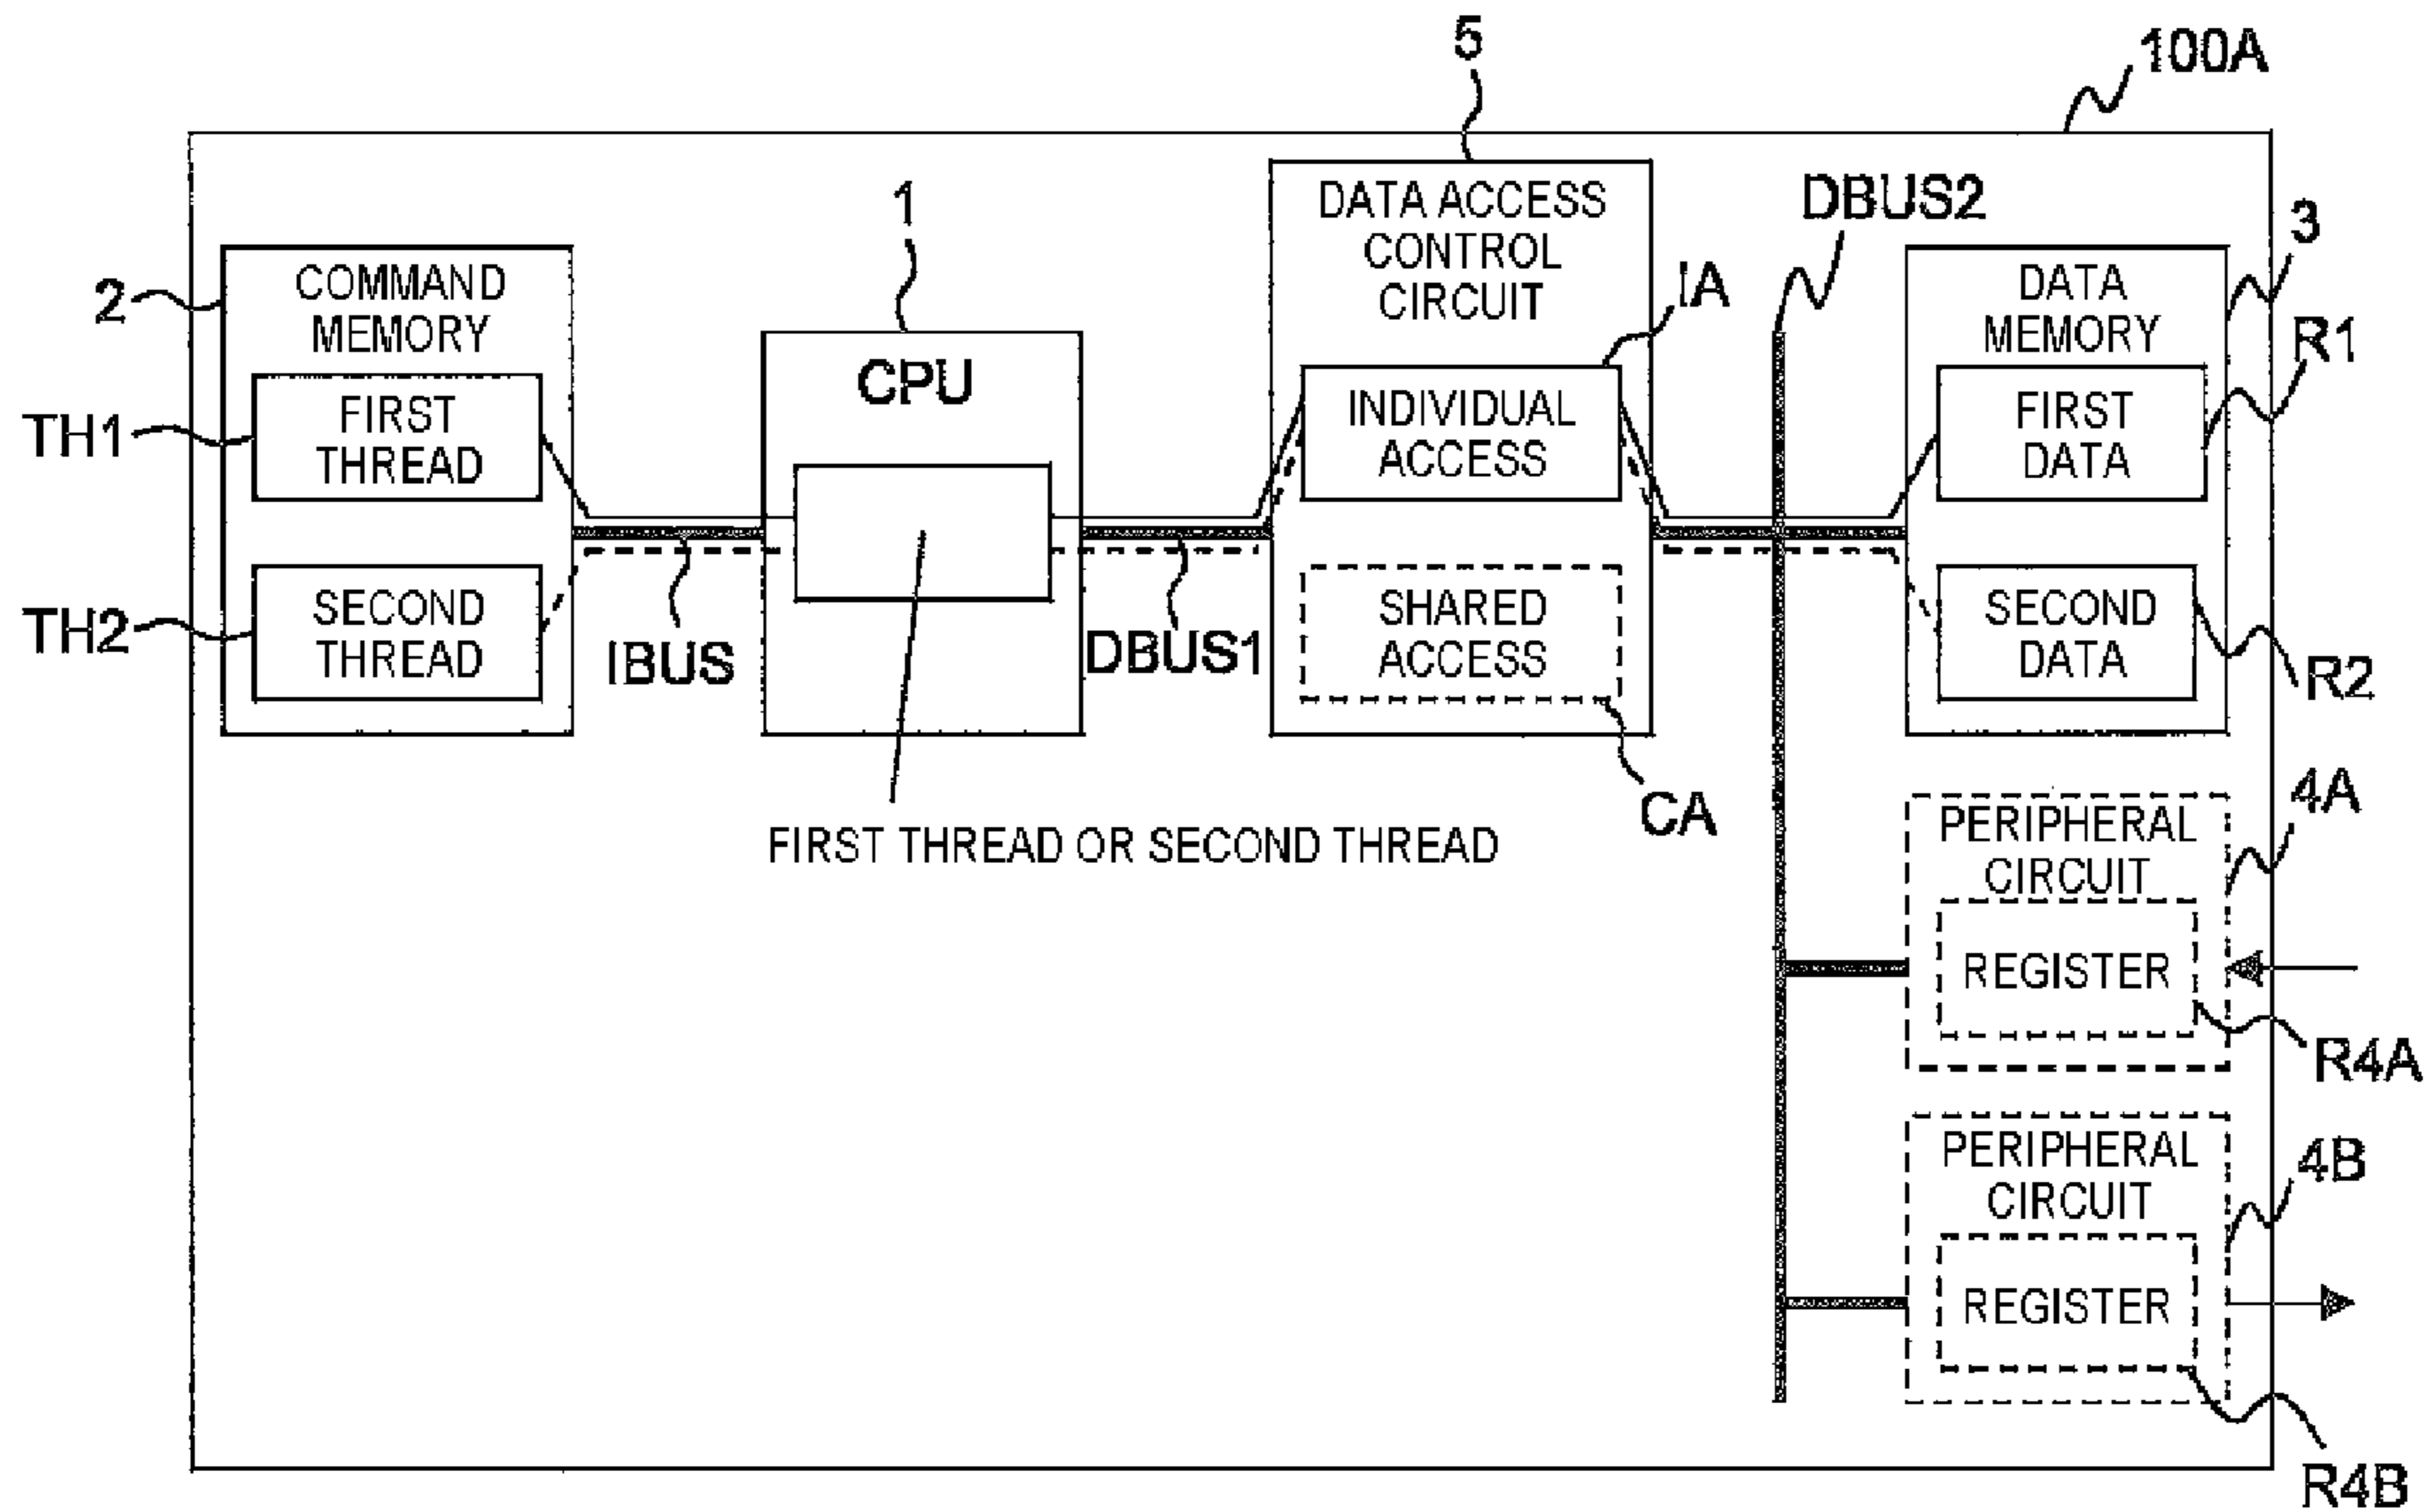 5
100A
1
DATA ACCESS
CONTROL
CIRCUIT
DBUS2
3
2
COMMAND
MEMORY
CPU
IA
DATA
MEMORY
R1
TH1
FIRST
THREAD
INDIVIDUAL
ACCESS
FIRST
DATA
TH2
SECOND
THREAD
IBUS
DBUS1
SHARED
ACCESS
SECOND
DATA
R2
CA
FIRST THREAD OR SECOND THREAD
4A
PERIPHERAL
CIRCUIT
REGISTER
R4A
PERIPHERAL
CIRCUIT
4B
REGISTER
R4B